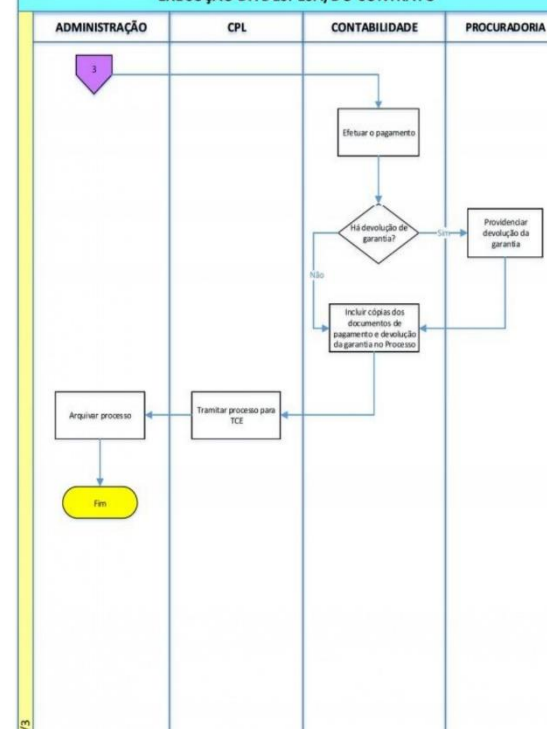 ADMINISTRAÇÃO
CPL
CONTABILIDADE
PROCURADORIA
3
Efetuar o pagamento
Há devolução de
garantia?
Sim
Providenciar
devolução da
garantia
Não
Incluir cópias dos
documentos de
pagamento e devolução
da garantia no Processo
Tramitar processo para
TCE
Arquivar processo
Fim
/3